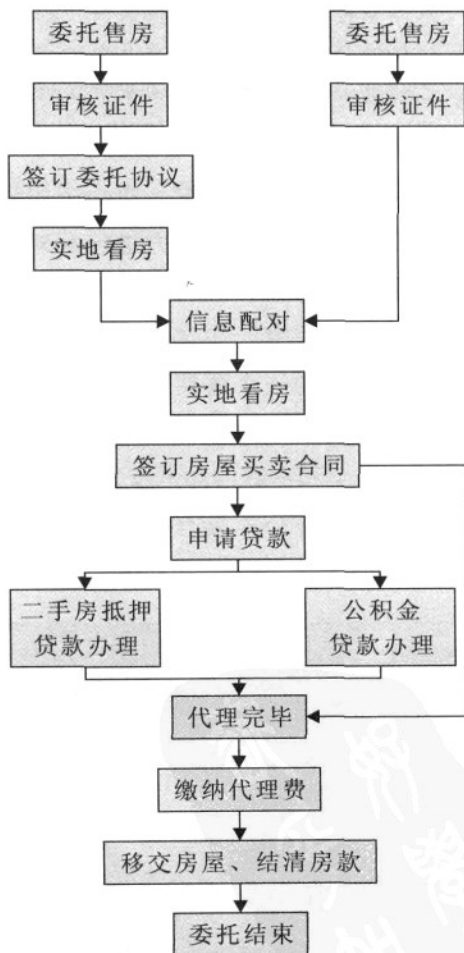 委托售房
委托售房
审核证件
审核证件
签订委托协议
实地看房
信息配对
实地看房
签订房屋买卖合同
申请贷款
二手房抵押
贷款办理
公积金
贷款办理
代理完毕
缴纳代理费
移交房屋、结清房款
委托结束